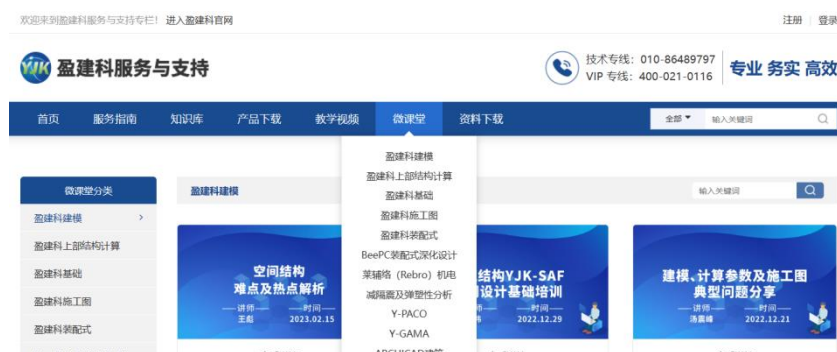 欢迎来到盈建科服务与支持专栏！ 进入盈建科官网
注册 登录
YJK 盈建科服务与支持
技术专线：010-86489797
VIP 专线：400-021-0116
专业 务实 高效
首页 服务指南 知识库 产品下载 教学视频 微课堂 资料下载
全部 输入关键词
盈建科建模
盈建科上部结构计算
盈建科基础
盈建科施工图
盈建科装配式
BeePC装配式深化设计
莱辅络（Rebro）机电
减隔震及弹塑性分析
Y-PACO
Y-GAMA
微课堂分类
盈建科建模
盈建科上部结构计算
盈建科基础
盈建科施工图
盈建科装配式
盈建科建模
输入关键词
空间结构
难点及热点解析
讲师 时间
王彪 2023.02.15
结构YJK-SAF
设计基础培训
时间
2022.12.29
建模、计算参数及施工图
典型问题分享
讲师 时间
汤震峰 2022.12.21